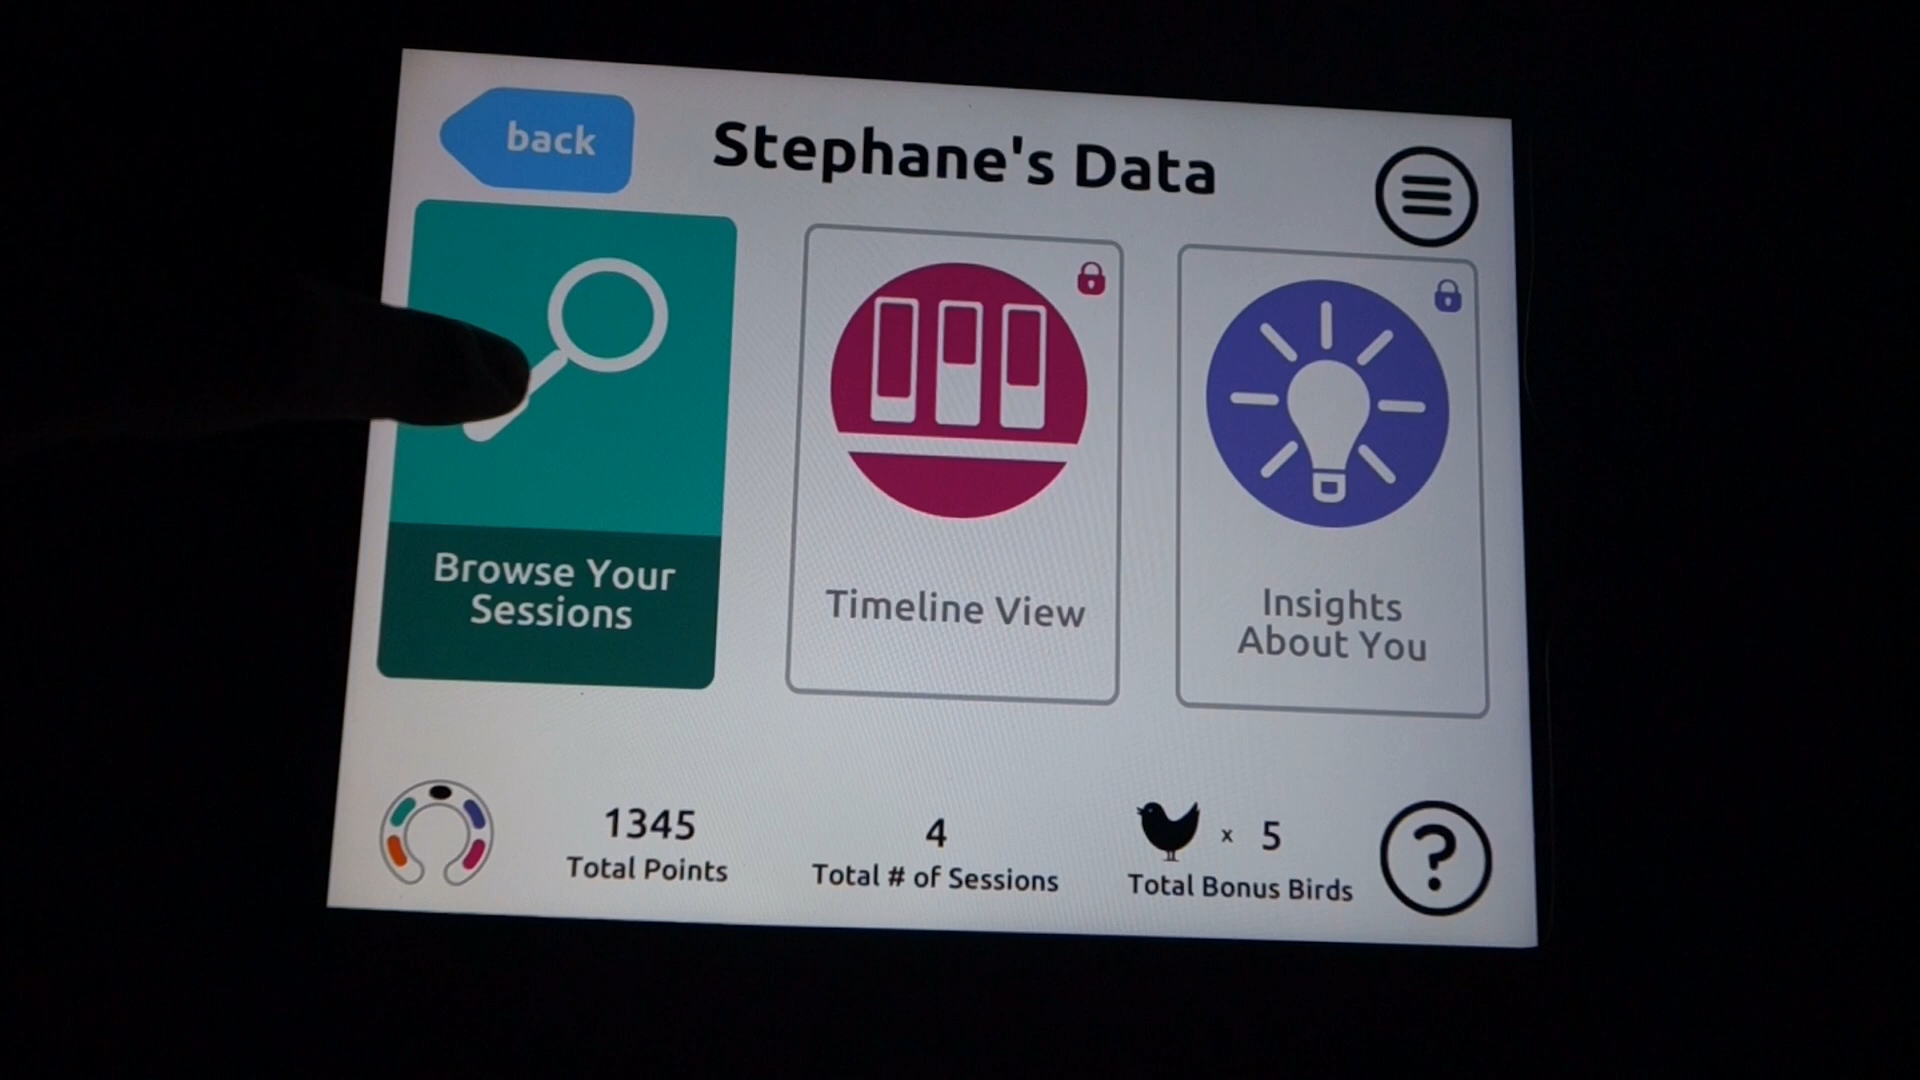 back
Stephane's Data
Browse Your
Sessions
Timeline View
Insights
About You
1345
Total Points
4
Total # of Sessions
x 5
Total Bonus Birds
?